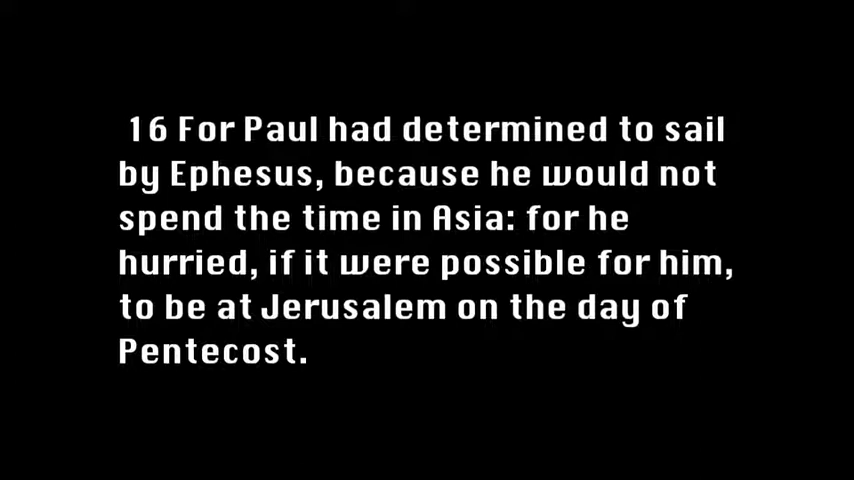 16 For Paul had determined to sail
by Ephesus, because he would not
spend the time in Asia: for he
hurried, if it were possible for him,
to be at Jerusalem on the day of
Pentecost.